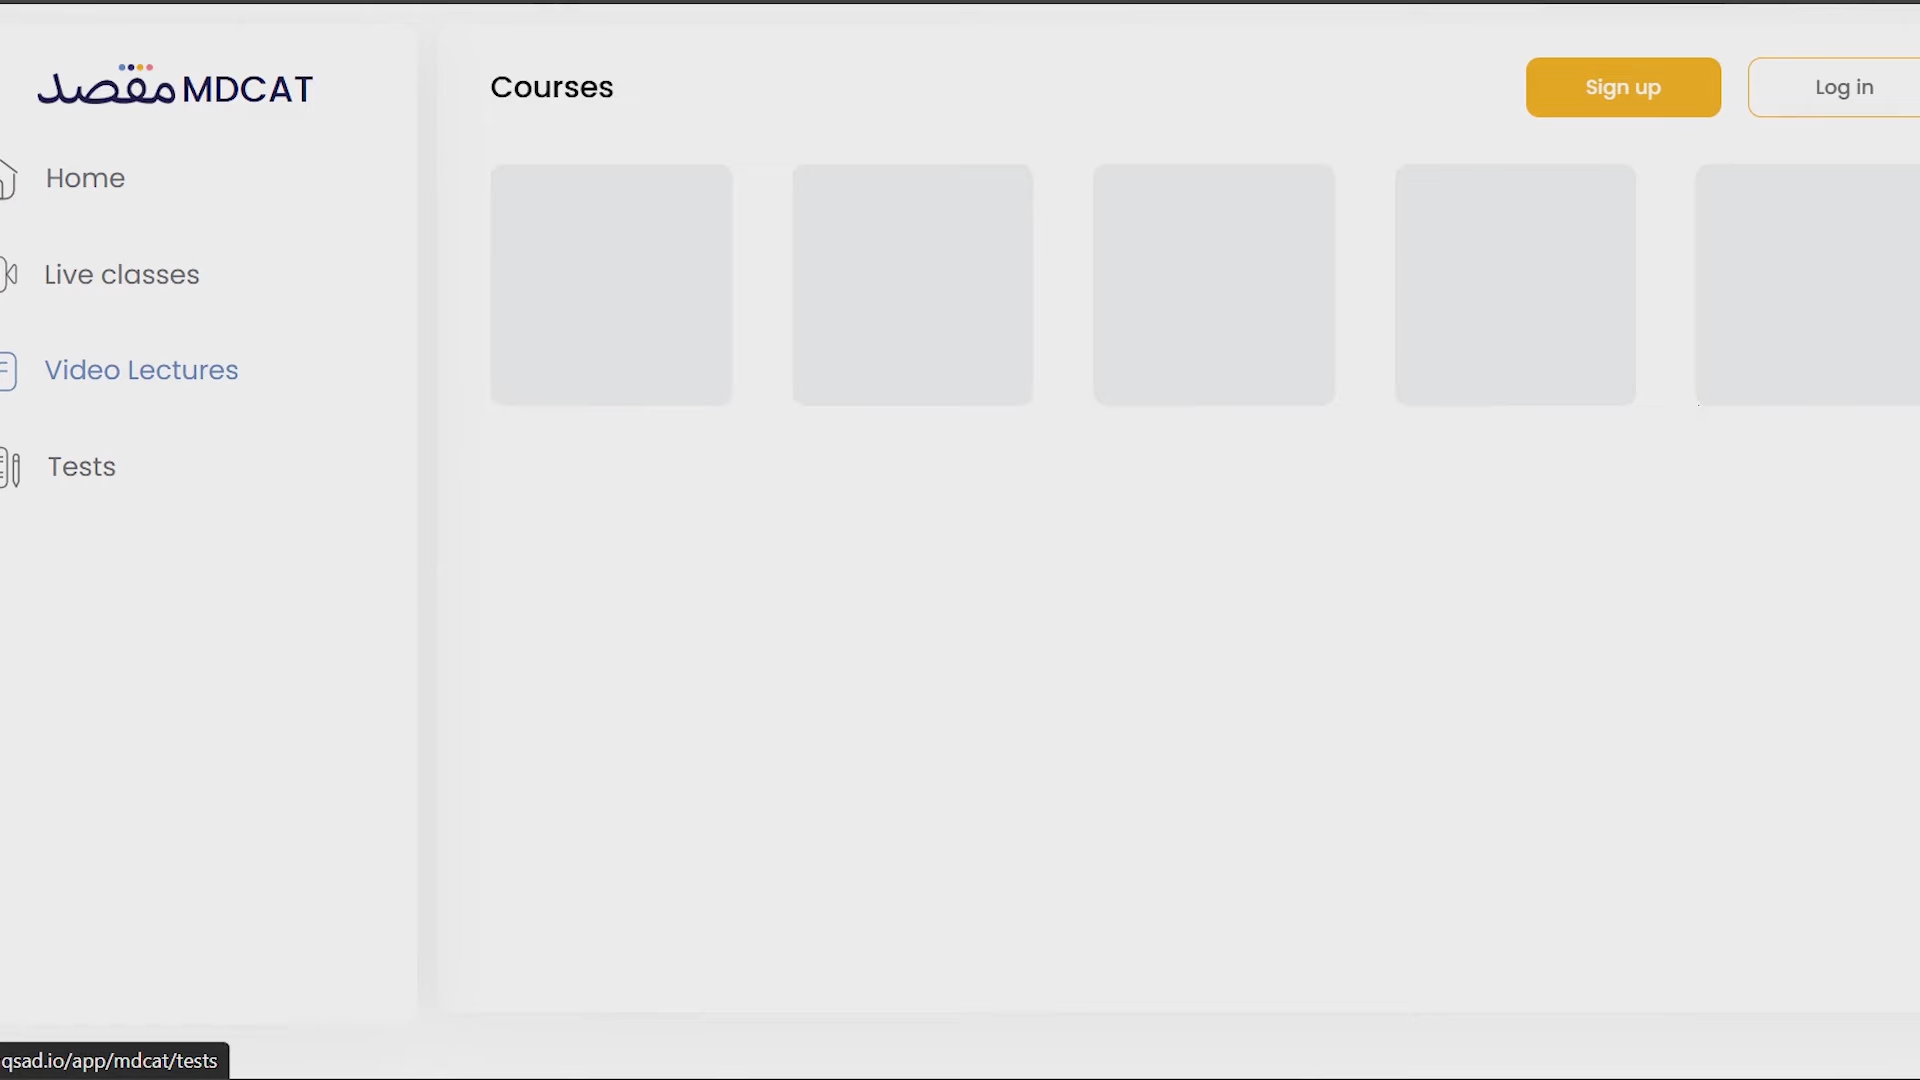 مقصد MDCAT
Courses
Sign up
Log in
Home
Live classes
Video Lectures
Tests
qsad.io/app/mdcat/tests